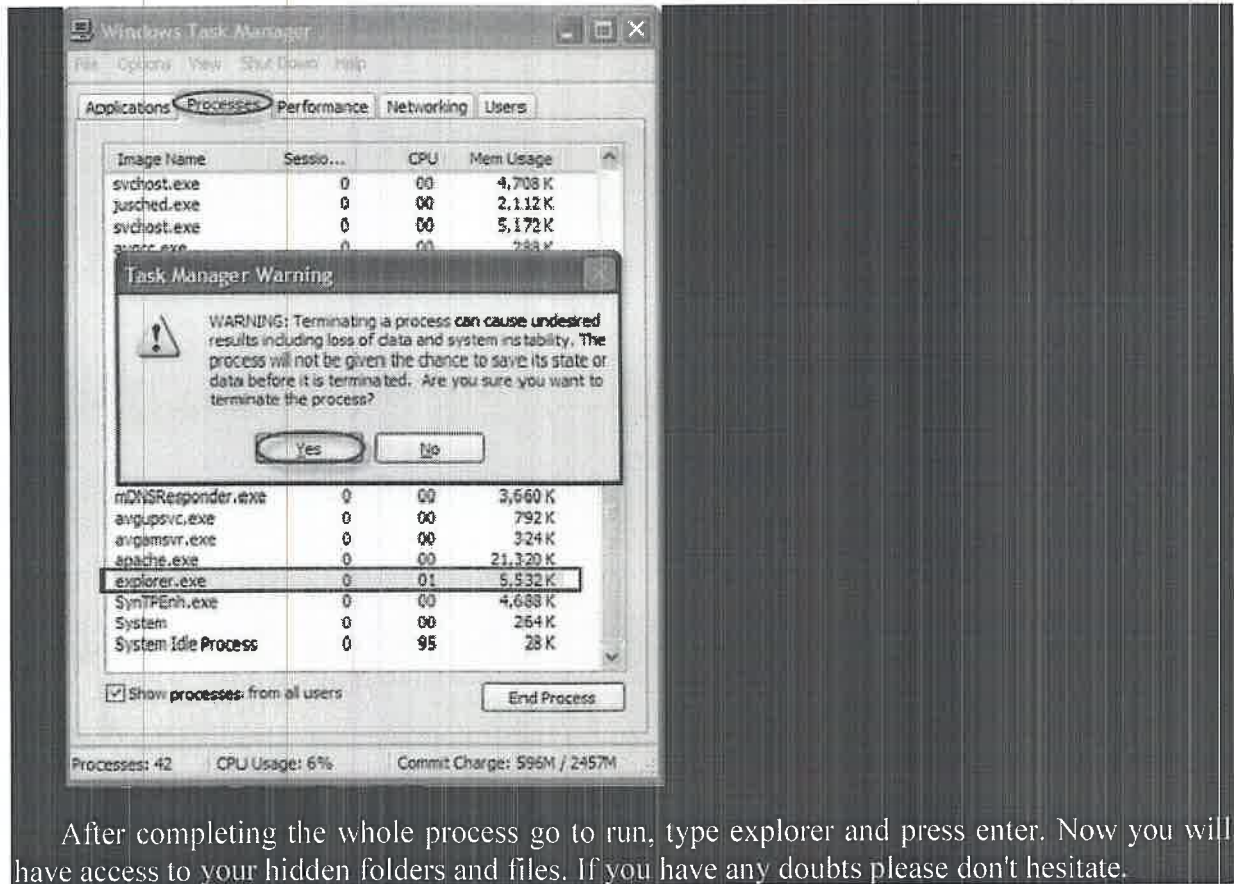 Windows Task Manager
File Options View Shut Down Help
Applications Processes Performance Networking Users
Image Name Sessio... CPU Mem Usage
svchost.exe 0 00 4,708 K
jusched.exe 0 00 2,112 K
svchost.exe 0 00 5,172 K
avgcc.exe 0 00 288 K
Task Manager Warning
WARNING: Terminating a process can cause undesired
results including loss of data and system instability. The
process will not be given the chance to save its state or
data before it is terminated. Are you sure you want to
terminate the process?
Yes No
mDNSResponder.exe 0 00 3,660 K
avgupsvc.exe 0 00 792 K
avgamsvr.exe 0 00 324 K
apache.exe 0 00 21,320 K
explorer.exe 0 01 5,532 K
SynTPEnh.exe 0 00 4,688 K
System 0 00 264 K
System Idle Process 0 95 28 K
Show processes from all users End Process
Processes: 42 CPU Usage: 6% Commit Charge: 596M / 2457M
After completing the whole process go to run, type explorer and press enter. Now you will
have access to your hidden folders and files. If you have any doubts please don't hesitate.